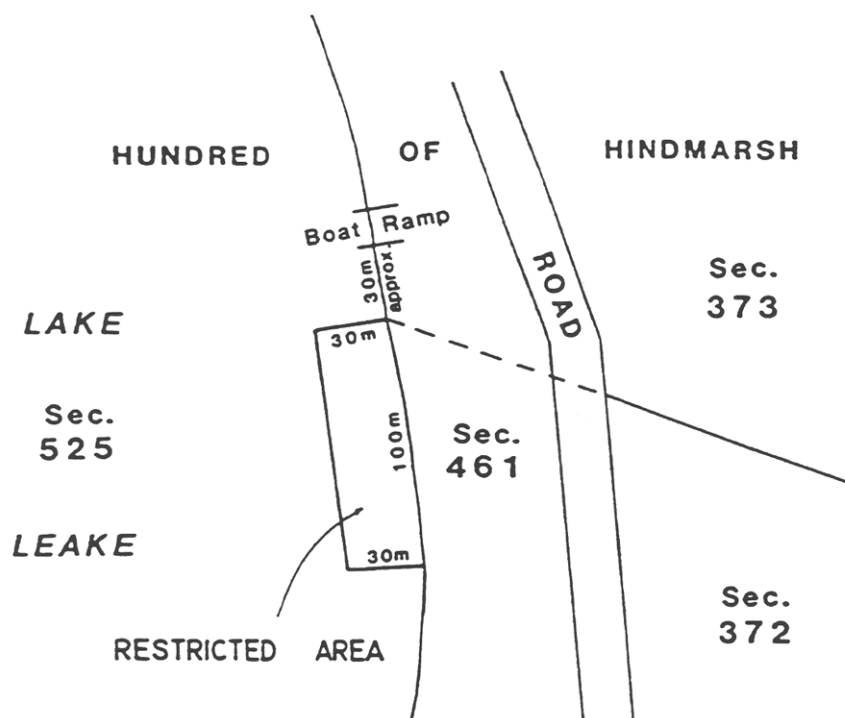 HUNDRED OF HINDMARSH
Boat Ramp
30m
approx.
ROAD
Sec.
373
LAKE
30m
Sec.
525
100m
Sec.
461
LEAKE
30m
Sec.
372
RESTRICTED AREA